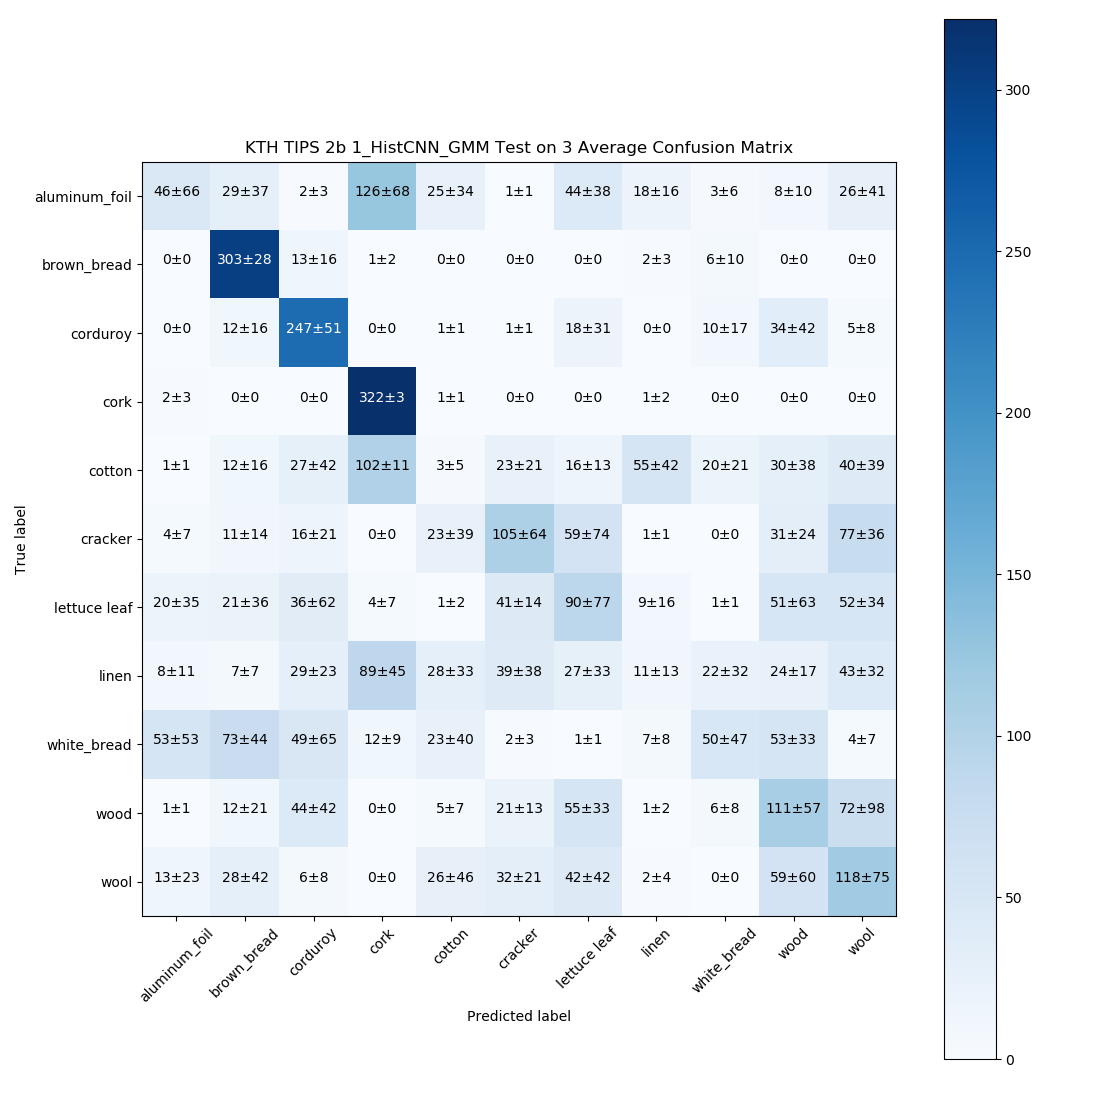 KTH TIPS 2b 1_HistCNN_GMM Test on 3 Average Confusion Matrix
aluminum_foil 46±66 29±37 2±3 126±68 25±34 1±1 44±38 18±16 3±6 8±10 26±41
brown_bread 0±0 303±28 13±16 1±2 0±0 0±0 0±0 2±3 6±10 0±0 0±0
corduroy 0±0 12±16 247±51 0±0 1±1 1±1 18±31 0±0 10±17 34±42 5±8
cork 2±3 0±0 0±0 322±3 1±1 0±0 0±0 1±2 0±0 0±0 0±0
cotton 1±1 12±16 27±42 102±11 3±5 23±21 16±13 55±42 20±21 30±38 40±39
cracker 4±7 11±14 16±21 0±0 23±39 105±64 59±74 1±1 0±0 31±24 77±36
lettuce leaf 20±35 21±36 36±62 4±7 1±2 41±14 90±77 9±16 1±1 51±63 52±34
linen 8±11 7±7 29±23 89±45 28±33 39±38 27±33 11±13 22±32 24±17 43±32
white_bread 53±53 73±44 49±65 12±9 23±40 2±3 1±1 7±8 50±47 53±33 4±7
wood 1±1 12±21 44±42 0±0 5±7 21±13 55±33 1±2 6±8 111±57 72±98
wool 13±23 28±42 6±8 0±0 26±46 32±21 42±42 2±4 0±0 59±60 118±75
aluminum_foil brown_bread corduroy cork cotton cracker lettuce leaf linen white_bread wood wool
Predicted label
True label
300
250
200
150
100
50
0